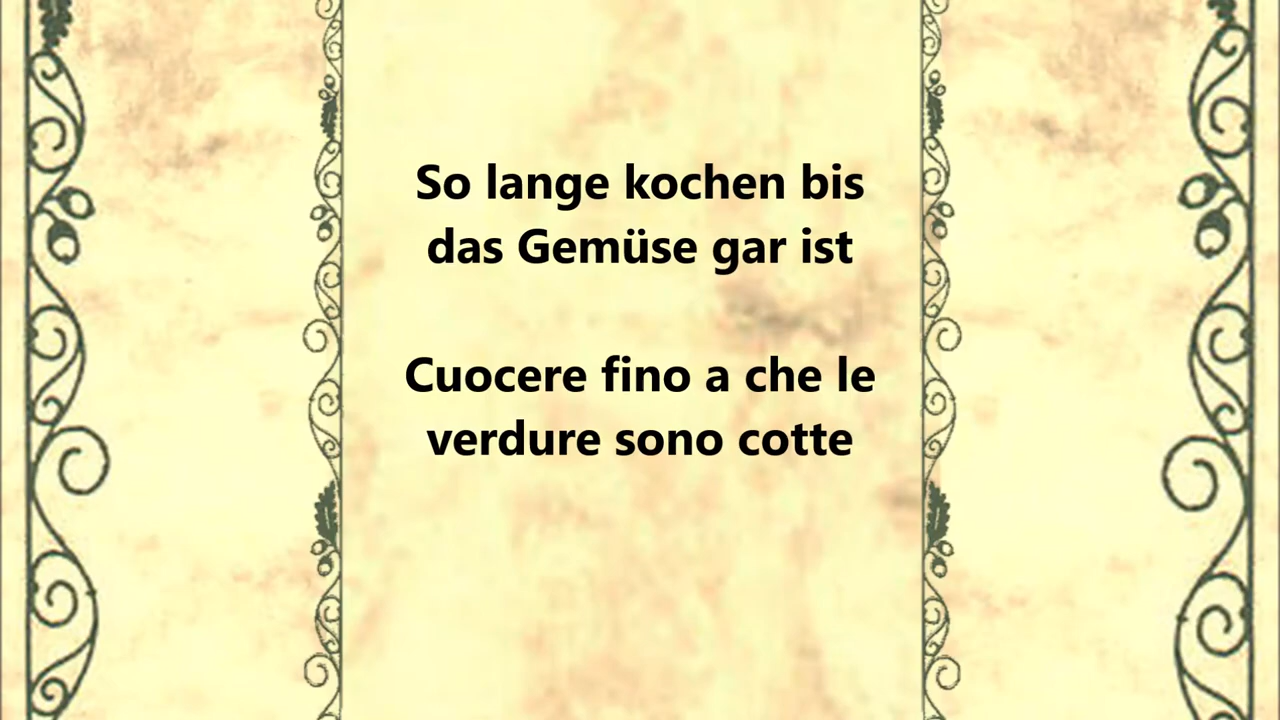 So lange kochen bis
das Gemüse gar ist
Cuocere fino a che le
verdure sono cotte